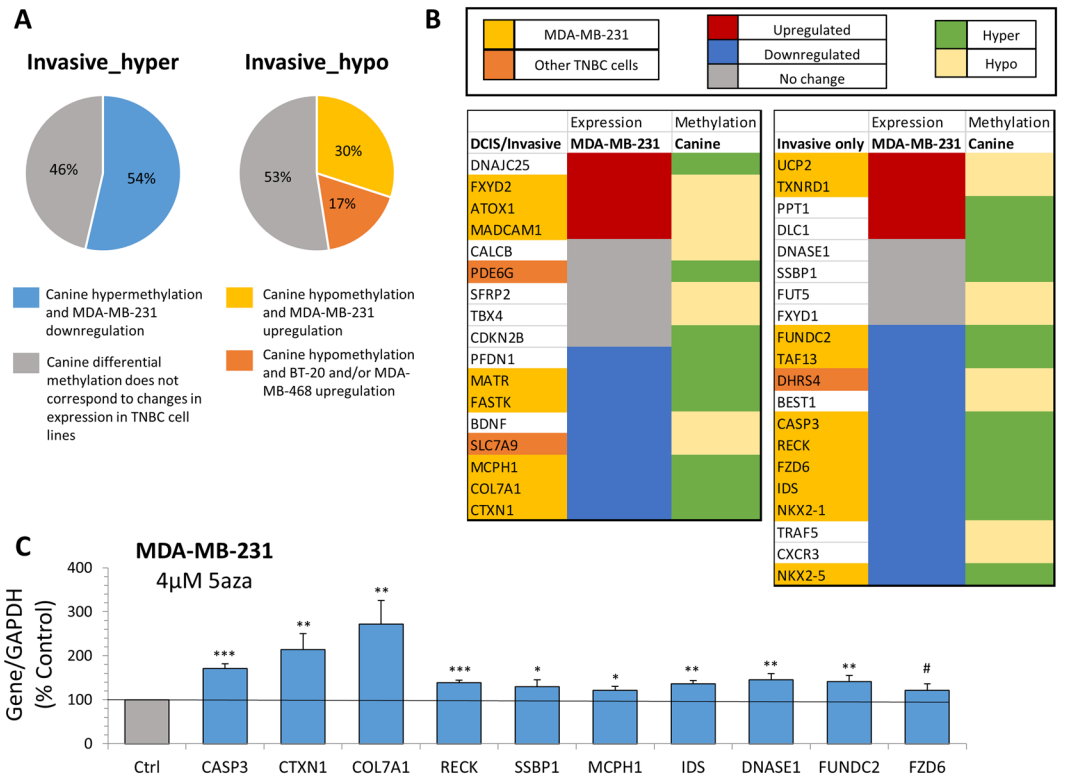 A
Invasive_hyper
Invasive_hypo
46%
54%
30%
53%
17%
Canine hypermethylation
and MDA-MB-231
downregulation
Canine differential
methylation does not
correspond to changes in
expression in TNBC cell
lines
Canine hypomethylation
and MDA-MB-231
upregulation
Canine hypomethylation
and BT-20 and/or MDA-
MB-468 upregulation
B
MDA-MB-231
Other TNBC cells
Upregulated
Downregulated
No change
Hyper
Hypo
Expression Methylation
DCIS/Invasive MDA-MB-231 Canine
DNAJC25
FXYD2
ATOX1
MADCAM1
CALCB
PDE6G
SFRP2
TBX4
CDKN2B
PFDN1
MATR
FASTK
BDNF
SLC7A9
MCPH1
COL7A1
CTXN1
Expression Methylation
Invasive only MDA-MB-231 Canine
UCP2
TXNRD1
PPT1
DLC1
DNASE1
SSBP1
FUT5
FXYD1
FUNDC2
TAF13
DHRS4
BEST1
CASP3
RECK
FZD6
IDS
NKX2-1
TRAF5
CXCR3
NKX2-5
C
MDA-MB-231
4μM 5aza
Gene/GAPDH
(% Control)
400
300
200
100
0
*** ** ** *** * * ** ** ** #
Ctrl CASP3 CTXN1 COL7A1 RECK SSBP1 MCPH1 IDS DNASE1 FUNDC2 FZD6